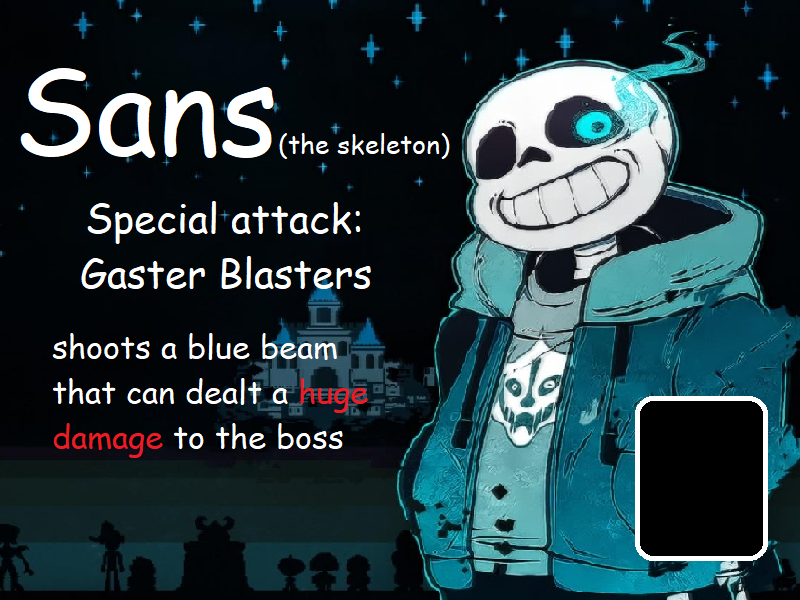 Sans (the skeleton)
Special attack:
Gaster Blasters
shoots a blue beam
that can dealt a huge
damage to the boss